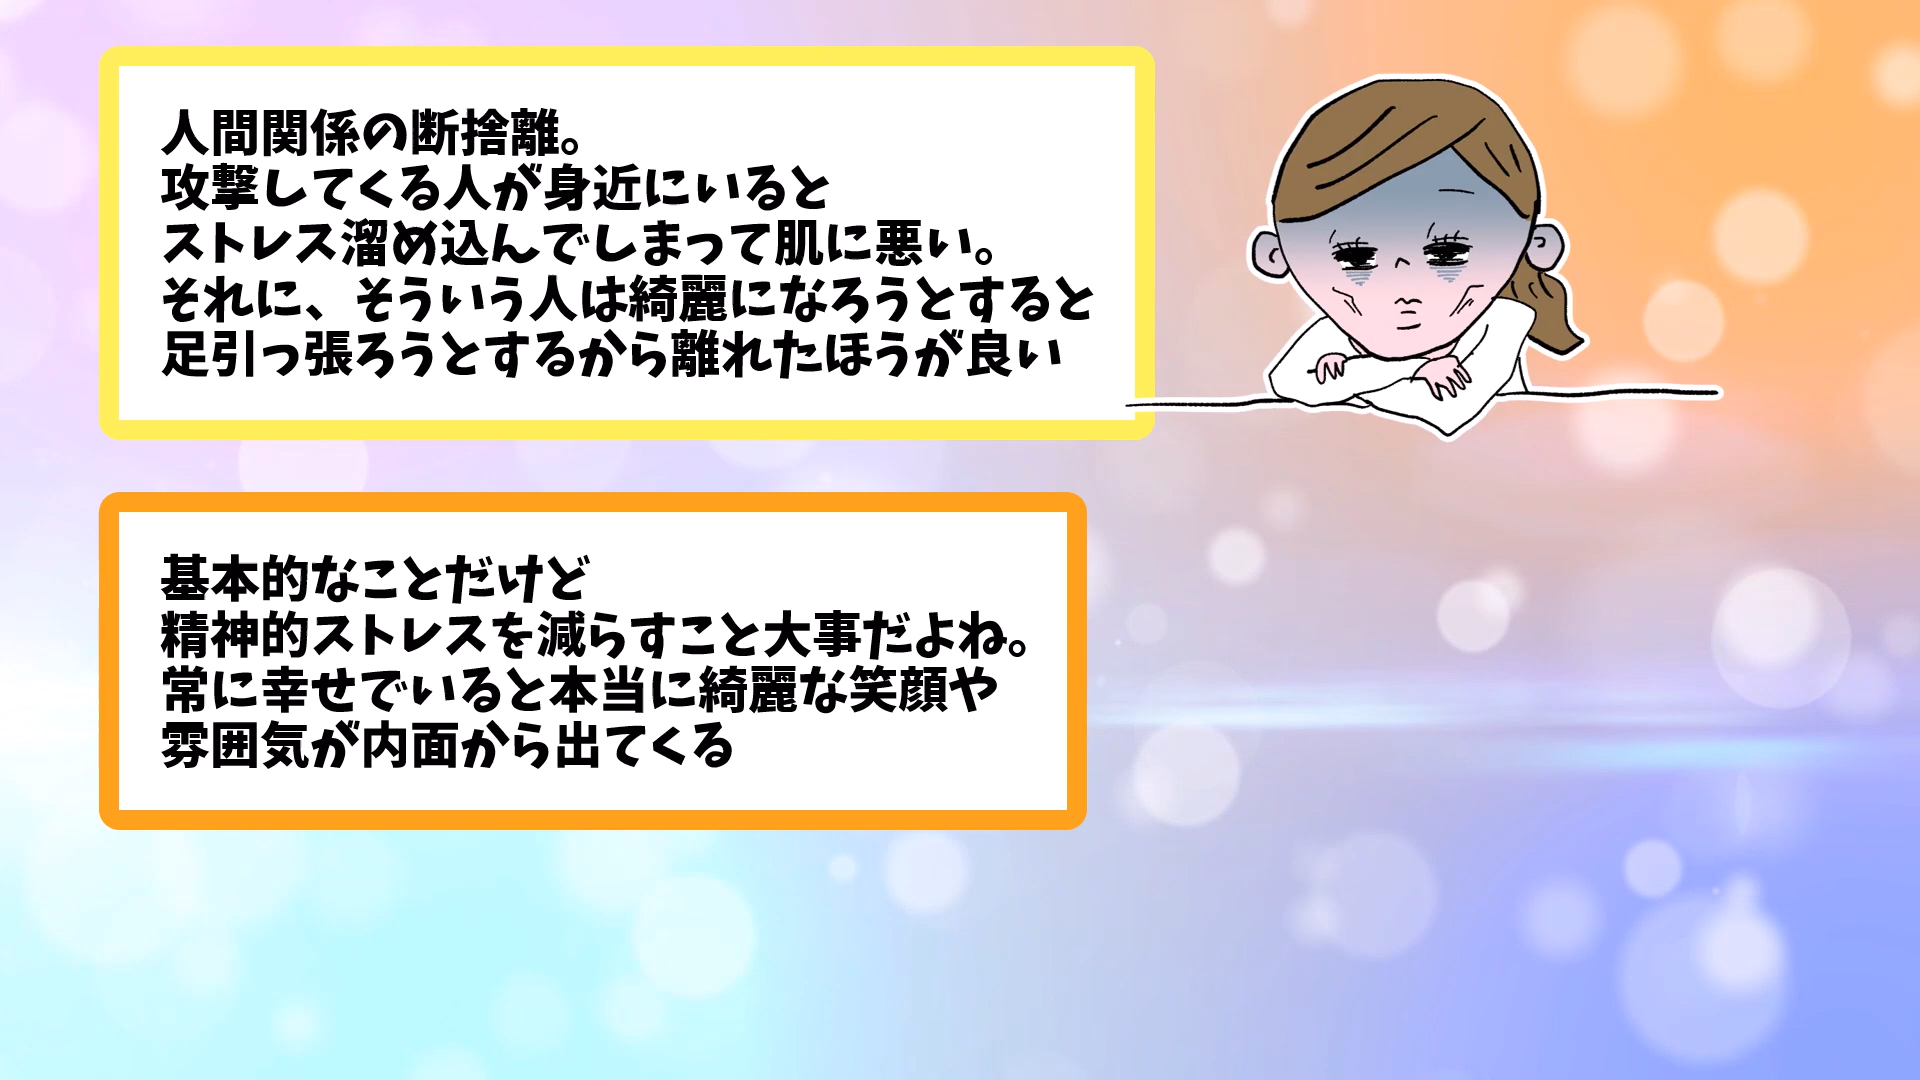 人間関係の断捨離。
攻撃してくる人が身近にいると
ストレス溜め込んでしまって肌に悪い。
それに、そういう人は綺麗になろうとすると
足引っ張ろうとするから離れたほうが良い
基本的なことだけど
精神的ストレスを減らすこと大事だよね。
常に幸せでいると本当に綺麗な笑顔や
雰囲気が内面から出てくる